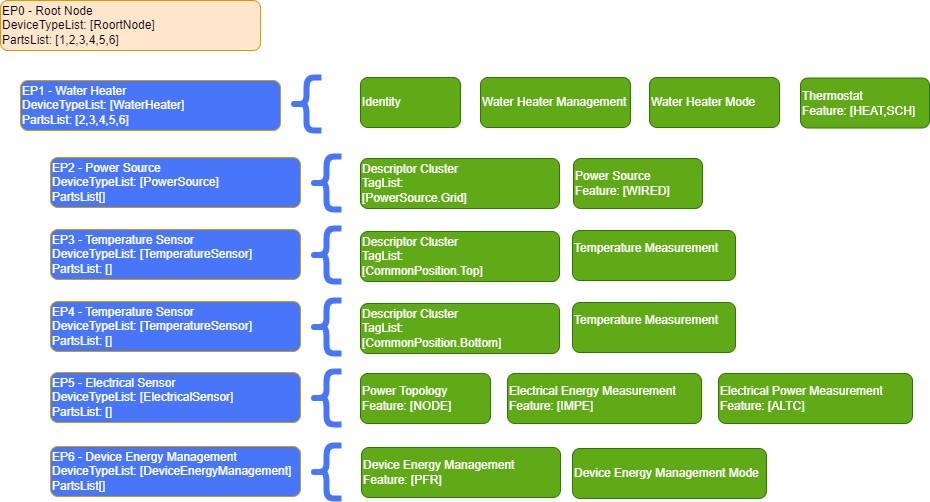 EP0 - Root Node
DeviceTypeList: [RoortNode]
PartsList: [1,2,3,4,5,6]
EP1 - Water Heater
DeviceTypeList: [WaterHeater]
PartsList: [2,3,4,5,6]
Identity
Water Heater Management
Water Heater Mode
Thermostat
Feature: [HEAT,SCH]
EP2 - Power Source
DeviceTypeList: [PowerSource]
PartsList[]
Descriptor Cluster
TagList:
[PowerSource.Grid]
Power Source
Feature: [WIRED]
EP3 - Temperature Sensor
DeviceTypeList: [TemperatureSensor]
PartsList: []
Descriptor Cluster
TagList:
[CommonPosition.Top]
Temperature Measurement
EP4 - Temperature Sensor
DeviceTypeList: [TemperatureSensor]
PartsList: []
Descriptor Cluster
TagList:
[CommonPosition.Bottom]
Temperature Measurement
EP5 - Electrical Sensor
DeviceTypeList: [ElectricalSensor]
PartsList: []
Power Topology
Feature: [NODE]
Electrical Energy Measurement
Feature: [IMPE]
Electrical Power Measurement
Feature: [ALTC]
EP6 - Device Energy Management
DeviceTypeList: [DeviceEnergyManagement]
PartsList[]
Device Energy Management
Feature: [PFR]
Device Energy Management Mode